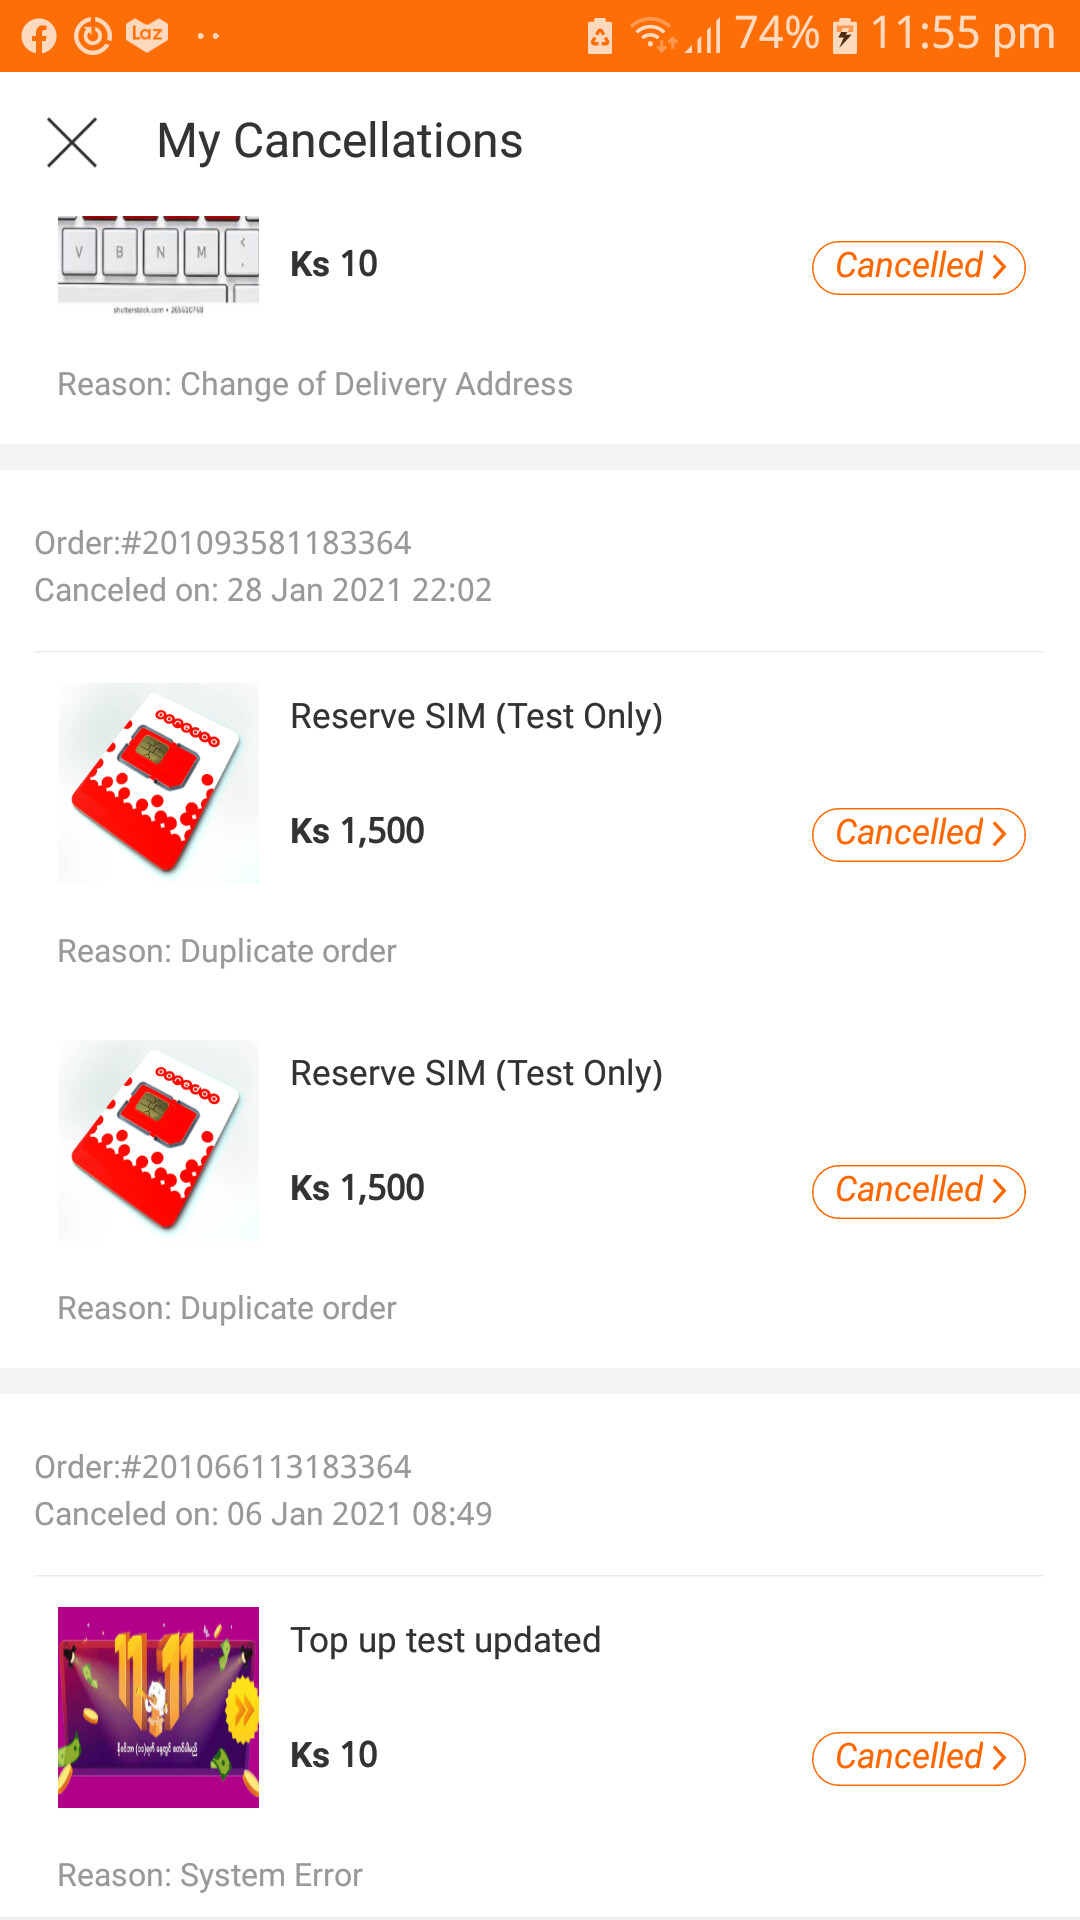 Laz
74%
11:55 pm
My Cancellations
V B N M <
shutterstock.com • 265610768
Ks 10
Cancelled
Reason: Change of Delivery Address
Order:#201093581183364
Canceled on: 28 Jan 2021 22:02
ooredoo
Reserve SIM (Test Only)
Ks 1,500
Cancelled
Reason: Duplicate order
ooredoo
Reserve SIM (Test Only)
Ks 1,500
Cancelled
Reason: Duplicate order
Order:#201066113183364
Canceled on: 06 Jan 2021 08:49
11.11
Top up test updated
Ks 10
Cancelled
Reason: System Error